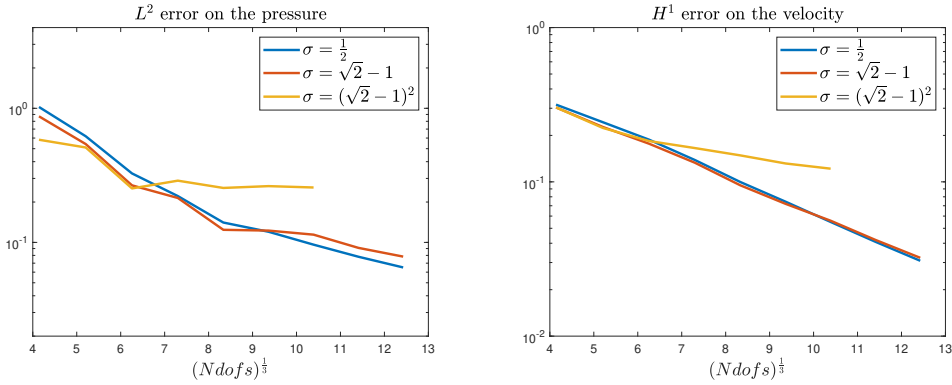 L² error on the pressure
σ = 1/2
σ = √2 − 1
σ = (√2 − 1)²
10⁰
10⁻¹
4 5 6 7 8 9 10 11 12 13
(Ndofs)^{1/3}
H¹ error on the velocity
σ = 1/2
σ = √2 − 1
σ = (√2 − 1)²
10⁰
10⁻¹
10⁻²
4 5 6 7 8 9 10 11 12 13
(Ndofs)^{1/3}